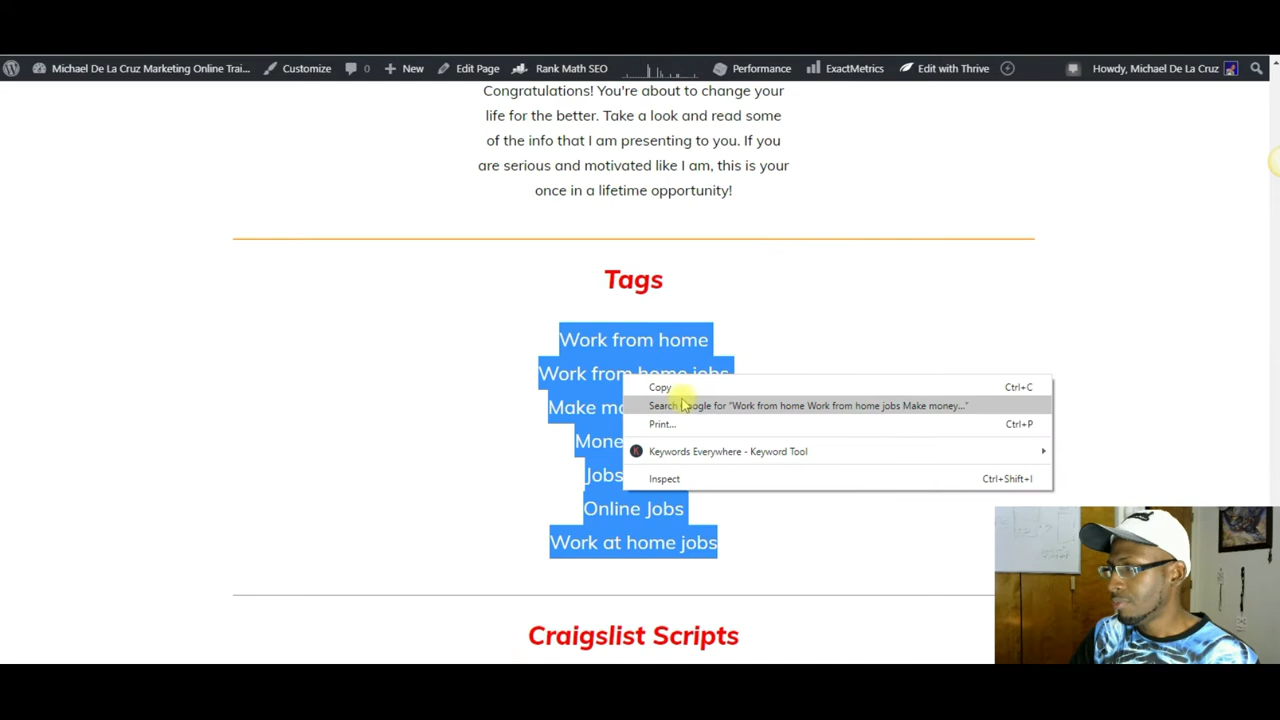 Michael De La Cruz Marketing Online Trai... Customize 0 New Edit Page Rank Math SEO Performance ExactMetrics Edit with Thrive Howdy, Michael De La Cruz
Congratulations! You're about to change your
life for the better. Take a look and read some
of the info that I am presenting to you. If you
are serious and motivated like I am, this is your
once in a lifetime opportunity!
Tags
Work from home
Work from home jobs
Copy Ctrl+C
Make mo
Search Google for "Work from home Work from home jobs Make money..."
Print... Ctrl+P
Mone
Keywords Everywhere - Keyword Tool
Jobs
Inspect Ctrl+Shift+I
Online Jobs
Work at home jobs
Craigslist Scripts